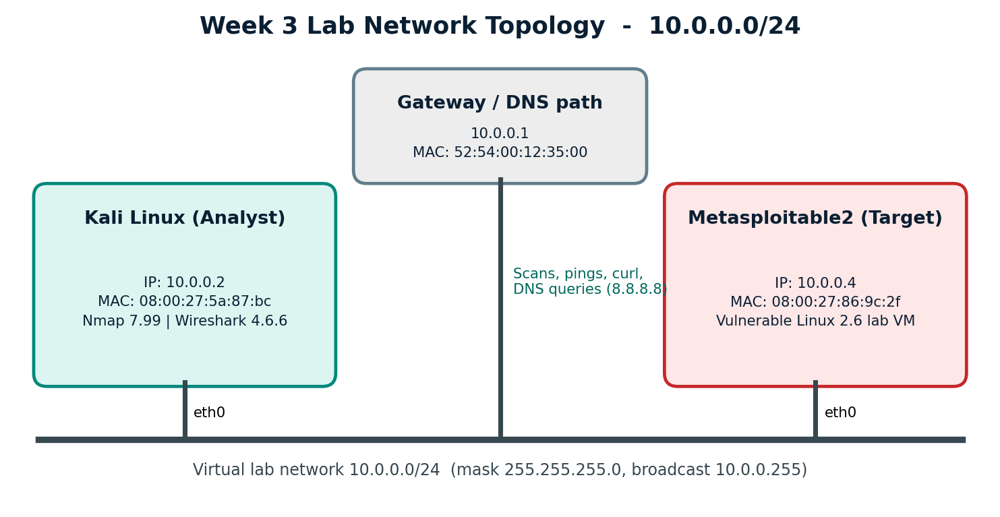 Week 3 Lab Network Topology - 10.0.0.0/24
Gateway / DNS path
10.0.0.1
MAC: 52:54:00:12:35:00
Kali Linux (Analyst)
IP: 10.0.0.2
MAC: 08:00:27:5a:87:bc
Nmap 7.99 | Wireshark 4.6.6
Scans, pings, curl,
DNS queries (8.8.8.8)
Metasploitable2 (Target)
IP: 10.0.0.4
MAC: 08:00:27:86:9c:2f
Vulnerable Linux 2.6 lab VM
eth0
eth0
Virtual lab network 10.0.0.0/24 (mask 255.255.255.0, broadcast 10.0.0.255)